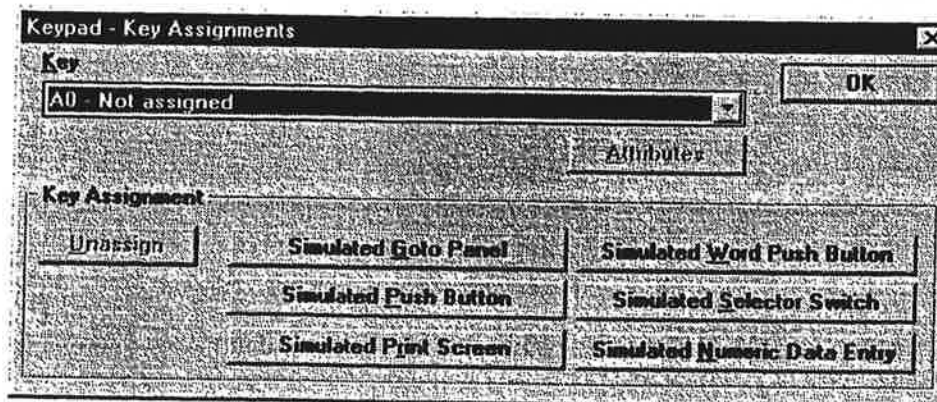 Keypad - Key Assignments
Key
OK
A0 - Not assigned
Attributes
Key Assignment
Unassign
Simulated Goto Panel
Simulated Word Push Button
Simulated Push Button
Simulated Selector Switch
Simulated Print Screen
Simulated Numeric Data Entry